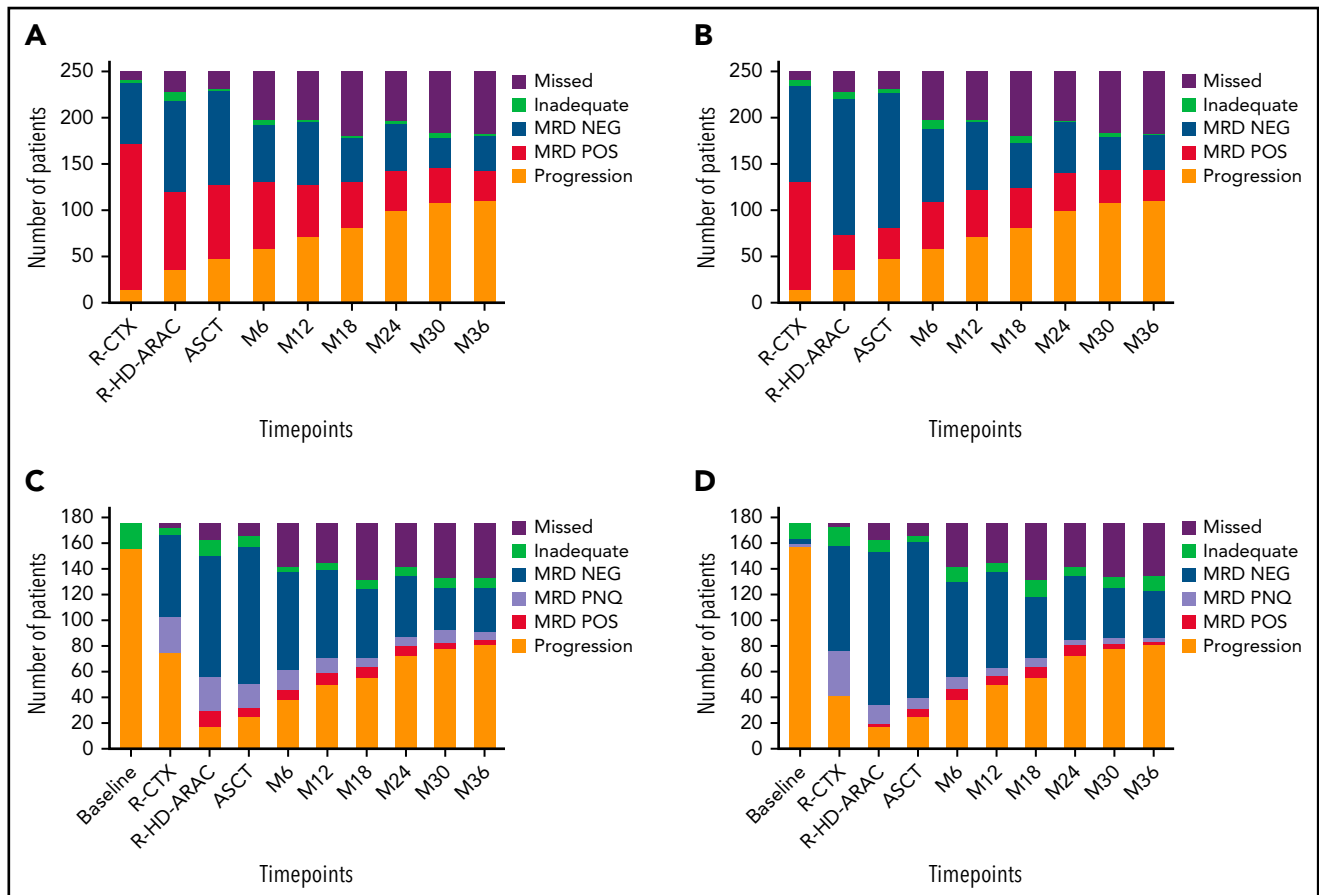 A
Number of patients
250
200
150
100
50
0
R-CTX
R-HD-ARAC
ASCT
M6
M12
M18
M24
M30
M36
Timepoints
Missed
Inadequate
MRD NEG
MRD POS
Progression
B
Number of patients
250
200
150
100
50
0
R-CTX
R-HD-ARAC
ASCT
M6
M12
M18
M24
M30
M36
Timepoints
Missed
Inadequate
MRD NEG
MRD POS
Progression
C
Number of patients
180
160
140
120
100
80
60
40
20
0
Baseline
R-CTX
R-HD-ARAC
ASCT
M6
M12
M18
M24
M30
M36
Timepoints
Missed
Inadequate
MRD NEG
MRD PNQ
MRD POS
Progression
D
Number of patients
180
160
140
120
100
80
60
40
20
0
Baseline
R-CTX
R-HD-ARAC
ASCT
M6
M12
M18
M24
M30
M36
Timepoints
Missed
Inadequate
MRD NEG
MRD PNQ
MRD POS
Progression